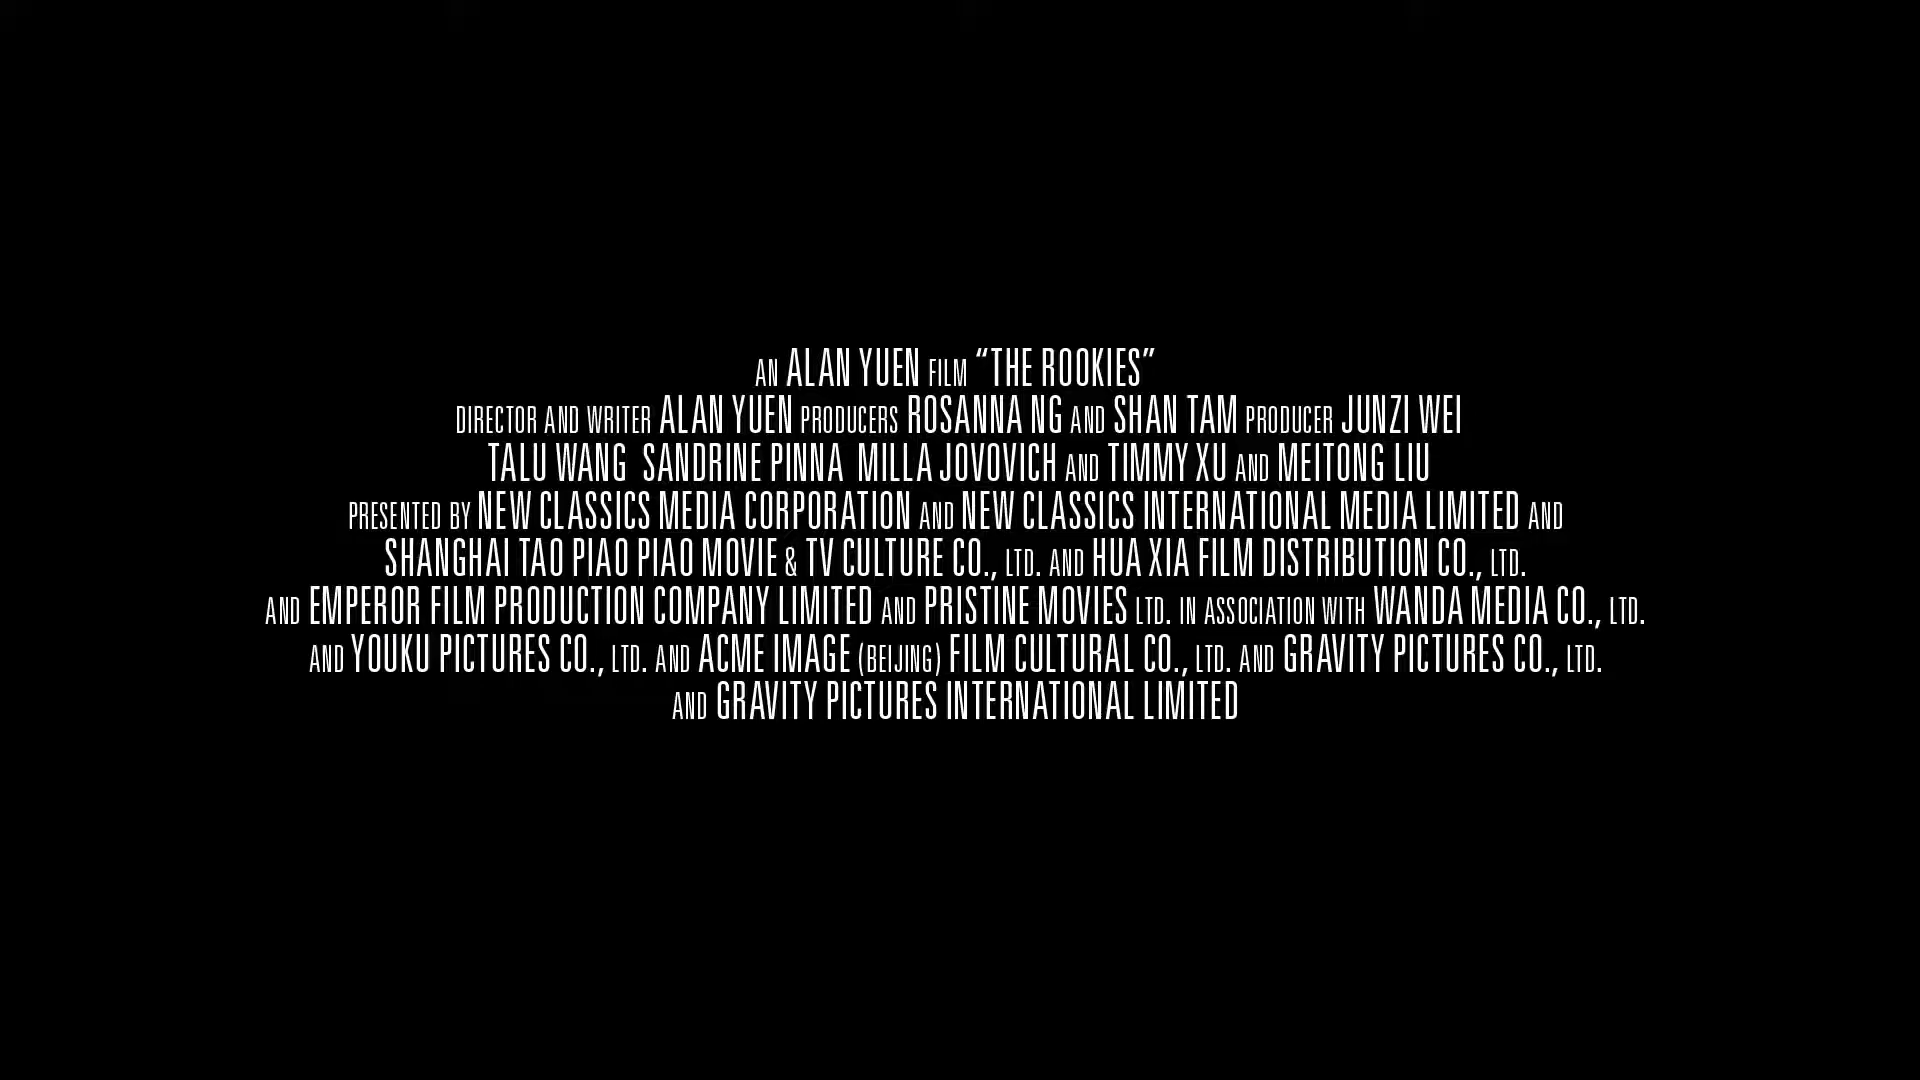 AN ALAN YUEN FILM “THE ROOKIES”
DIRECTOR AND WRITER ALAN YUEN PRODUCERS ROSANNA NG AND SHAN TAM PRODUCER JUNZI WEI
TALU WANG SANDRINE PINNA MILLA JOVOVICH AND TIMMY XU AND MEITONG LIU
PRESENTED BY NEW CLASSICS MEDIA CORPORATION AND NEW CLASSICS INTERNATIONAL MEDIA LIMITED AND
SHANGHAI TAO PIAO PIAO MOVIE & TV CULTURE CO., LTD. AND HUA XIA FILM DISTRIBUTION CO., LTD.
AND EMPEROR FILM PRODUCTION COMPANY LIMITED AND PRISTINE MOVIES LTD. IN ASSOCIATION WITH WANDA MEDIA CO., LTD.
AND YOUKU PICTURES CO., LTD. AND ACME IMAGE (BEIJING) FILM CULTURAL CO., LTD. AND GRAVITY PICTURES CO., LTD.
AND GRAVITY PICTURES INTERNATIONAL LIMITED